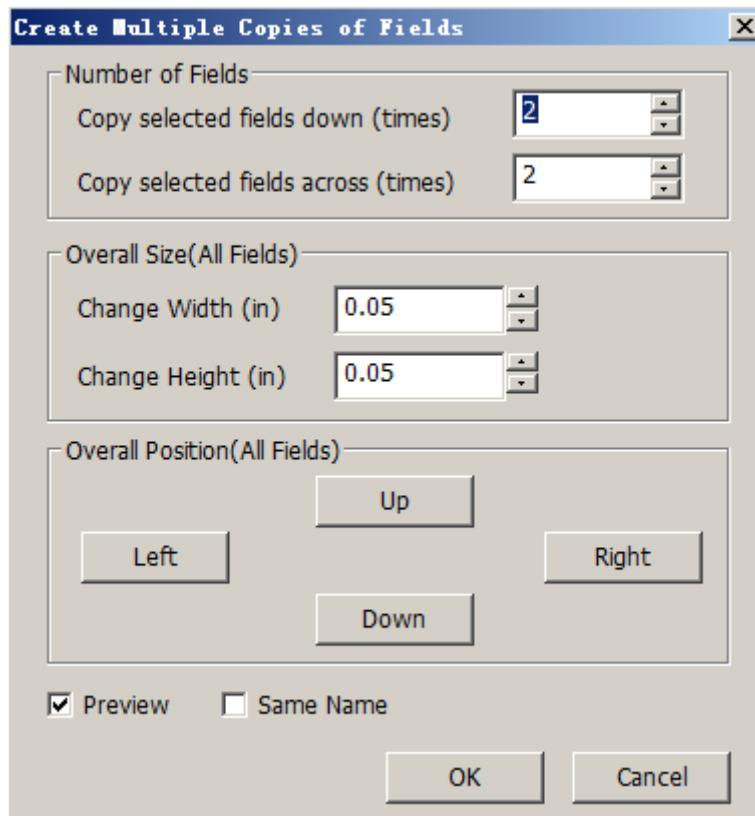 Create Multiple Copies of Fields
Number of Fields
Copy selected fields down (times) 2
Copy selected fields across (times) 2
Overall Size(All Fields)
Change Width (in) 0.05
Change Height (in) 0.05
Overall Position(All Fields)
Up
Left Right
Down
Preview Same Name
OK Cancel